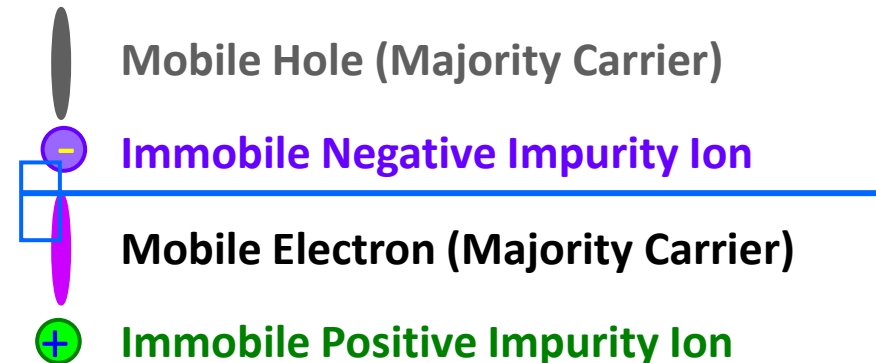 Mobile Hole (Majority Carrier)
- Immobile Negative Impurity Ion
Mobile Electron (Majority Carrier)
+ Immobile Positive Impurity Ion